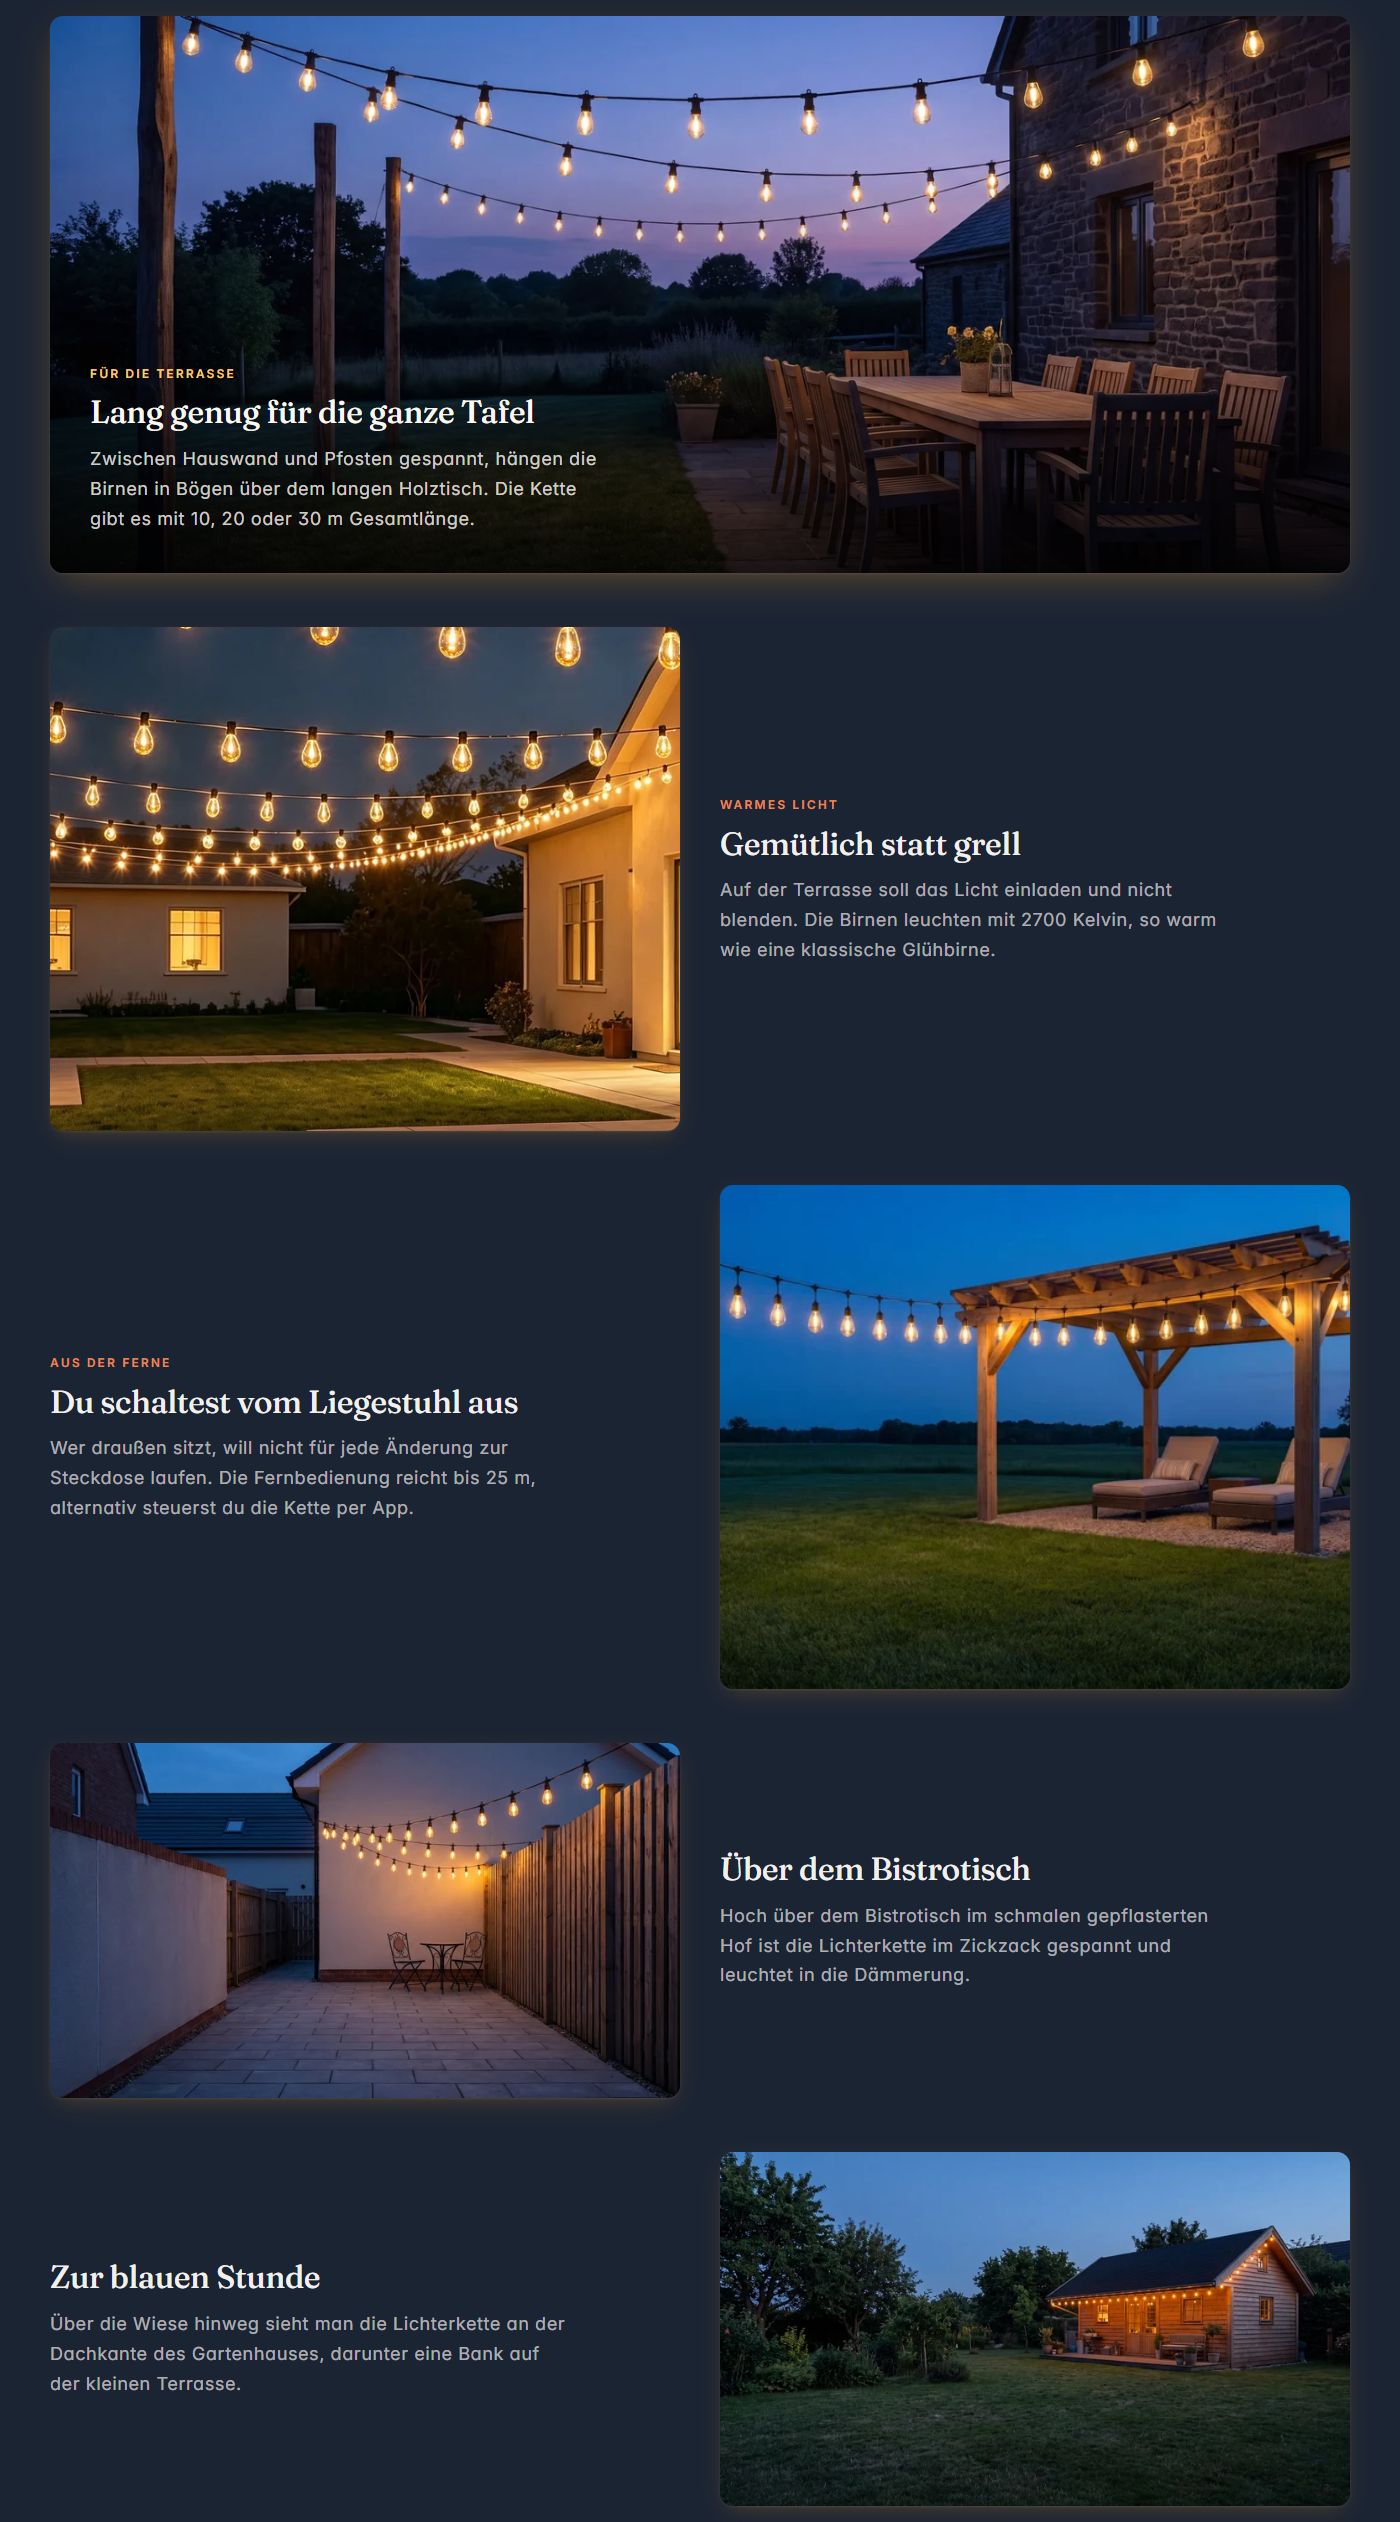 FÜR DIE TERRASSE
Lang genug für die ganze Tafel
Zwischen Hauswand und Pfosten gespannt, hängen die
Birnen in Bögen über dem langen Holztisch. Die Kette
gibt es mit 10, 20 oder 30 m Gesamtlänge.
WARMES LICHT
Gemütlich statt grell
Auf der Terrasse soll das Licht einladen und nicht
blenden. Die Birnen leuchten mit 2700 Kelvin, so warm
wie eine klassische Glühbirne.
AUS DER FERNE
Du schaltest vom Liegestuhl aus
Wer draußen sitzt, will nicht für jede Änderung zur
Steckdose laufen. Die Fernbedienung reicht bis 25 m,
alternativ steuerst du die Kette per App.
Über dem Bistrotisch
Hoch über dem Bistrotisch im schmalen gepflasterten
Hof ist die Lichterkette im Zickzack gespannt und
leuchtet in die Dämmerung.
Zur blauen Stunde
Über die Wiese hinweg sieht man die Lichterkette an der
Dachkante des Gartenhauses, darunter eine Bank auf
der kleinen Terrasse.